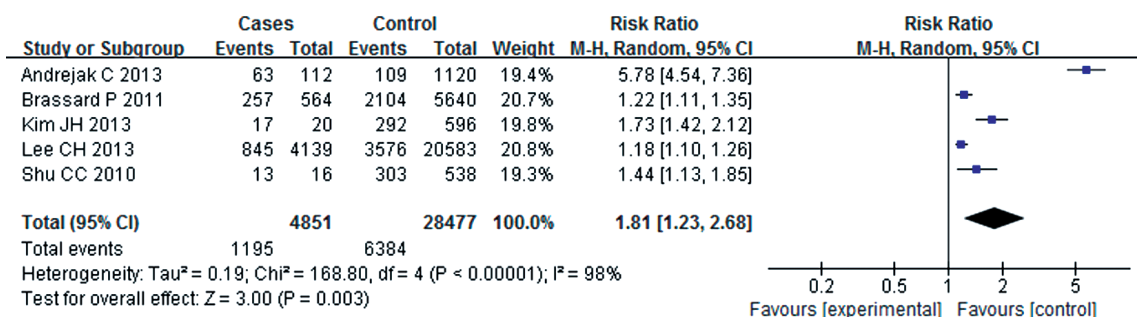 Cases Control Risk Ratio Risk Ratio
Study or Subgroup Events Total Events Total Weight M-H, Random, 95% CI M-H, Random, 95% CI
Andrejak C 2013 63 112 109 1120 19.4% 5.78 [4.54, 7.36]
Brassard P 2011 257 564 2104 5640 20.7% 1.22 [1.11, 1.35]
Kim JH 2013 17 20 292 596 19.8% 1.73 [1.42, 2.12]
Lee CH 2013 845 4139 3576 20583 20.8% 1.18 [1.10, 1.26]
Shu CC 2010 13 16 303 538 19.3% 1.44 [1.13, 1.85]
Total (95% CI) 4851 28477 100.0% 1.81 [1.23, 2.68]
Total events 1195 6384
Heterogeneity: Tau² = 0.19; Chi² = 168.80, df = 4 (P < 0.00001); I² = 98%
Test for overall effect: Z = 3.00 (P = 0.003)
0.2 0.5 1 2 5
Favours [experimental] Favours [control]